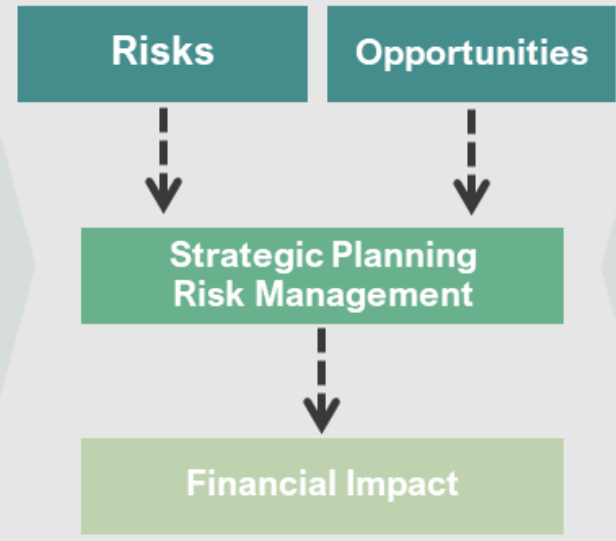 Risks
Opportunities
Strategic Planning
Risk Management
Financial Impact